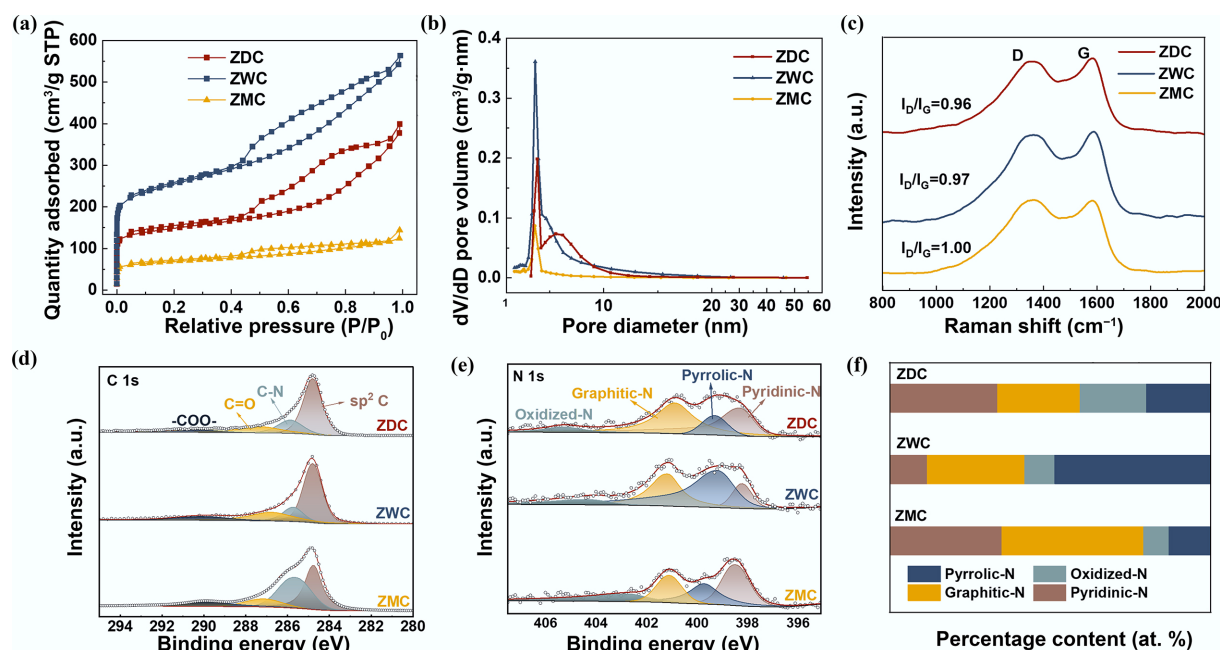 (a)
600
500
400
300
200
100
0
0.0 0.2 0.4 0.6 0.8 1.0
Quantity adsorbed (cm³/g STP)
Relative pressure (P/P₀)
ZDC
ZWC
ZMC
(b)
0.4
0.3
0.2
0.1
0.0
1 10 20 30 40 50 60
dV/dD pore volume (cm³/g·nm)
Pore diameter (nm)
ZDC
ZWC
ZMC
(c)
D G
ZDC
ZWC
ZMC
I_D/I_G=0.96
I_D/I_G=0.97
I_D/I_G=1.00
Intensity (a.u.)
800 1000 1200 1400 1600 1800 2000
Raman shift (cm⁻¹)
(d)
C 1s
C-N
C=O
-COO-
sp² C
ZDC
ZWC
ZMC
Intensity (a.u.)
294 292 290 288 286 284 282 280
Binding energy (eV)
(e)
N 1s
Pyrrolic-N
Graphitic-N
Pyridinic-N
Oxidized-N
ZDC
ZWC
ZMC
Intensity (a.u.)
406 404 402 400 398 396
Binding energy (eV)
(f)
ZDC
ZWC
ZMC
Pyrrolic-N Oxidized-N
Graphitic-N Pyridinic-N
Percentage content (at. %)